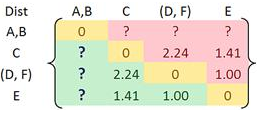 Dist A,B C (D, F) E
A,B 0 ? ? ?
C ? 0 2.24 1.41
(D, F) ? 2.24 0 1.00
E ? 1.41 1.00 0